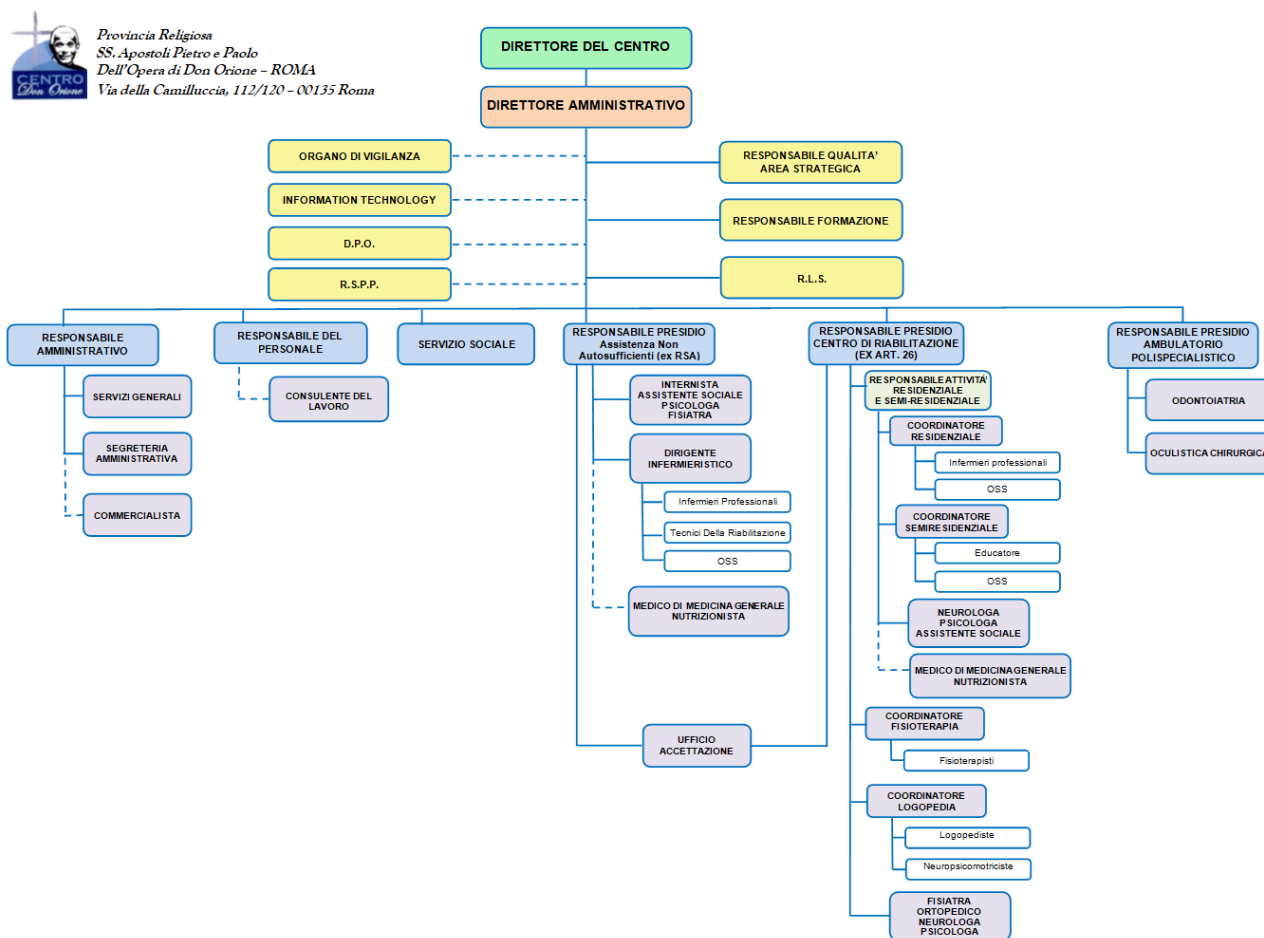 Provincia Religiosa
SS. Apostoli Pietro e Paolo
Dell'Opera di Don Orione – ROMA
Via della Camilluccia, 112/120 – 00135 Roma
CENTRO
Don Orione
DIRETTORE DEL CENTRO
DIRETTORE AMMINISTRATIVO
ORGANO DI VIGILANZA
RESPONSABILE QUALITA'
AREA STRATEGICA
INFORMATION TECHNOLOGY
RESPONSABILE FORMAZIONE
D.P.O.
R.S.P.P.
R.L.S.
RESPONSABILE
AMMINISTRATIVO
SERVIZI GENERALI
SEGRETERIA
AMMINISTRATIVA
COMMERCIALISTA
RESPONSABILE DEL
PERSONALE
CONSULENTE DEL
LAVORO
SERVIZIO SOCIALE
RESPONSABILE PRESIDIO
Assistenza Non
Autosufficienti (ex RSA)
INTERNISTA
ASSISTENTE SOCIALE
PSICOLOGA
FISIATRA
DIRIGENTE
INFERMIERISTICO
Infermieri Professionali
Tecnici Della Riabilitazione
OSS
MEDICO DI MEDICINA GENERALE
NUTRIZIONISTA
UFFICIO
ACCETTAZIONE
RESPONSABILE PRESIDIO
CENTRO DI RIABILITAZIONE
(EX ART. 26)
RESPONSABILE ATTIVITA'
RESIDENZIALE
E SEMI-RESIDENZIALE
COORDINATORE
RESIDENZIALE
Infermieri professionali
OSS
COORDINATORE
SEMIRESIDENZIALE
Educatore
OSS
NEUROLOGA
PSICOLOGA
ASSISTENTE SOCIALE
MEDICO DI MEDICINA GENERALE
NUTRIZIONISTA
COORDINATORE
FISIOTERAPIA
Fisioterapisti
COORDINATORE
LOGOPEDIA
Logopediste
Neuropsicomotriciste
FISIATRA
ORTOPEDICO
NEUROLOGA
PSICOLOGA
RESPONSABILE PRESIDIO
AMBULATORIO
POLISPECIALISTICO
ODONTOIATRIA
OCULISTICA CHIRURGICA